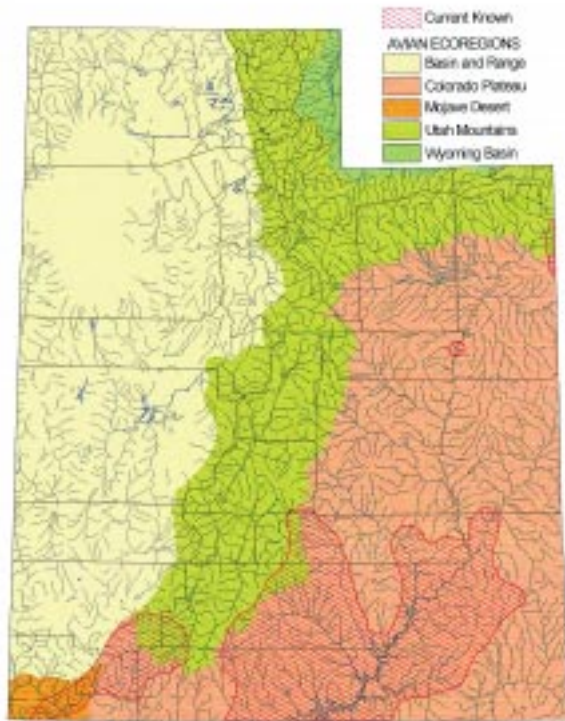 Current Known
AVIAN ECOREGIONS
Basin and Range
Colorado Plateau
Mojave Desert
Utah Mountains
Wyoming Basin